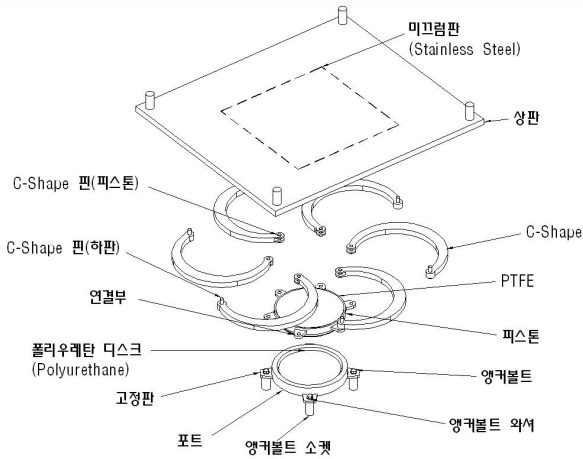 미끄럼판
(Stainless Steel)
상판
C-Shape 핀(피스톤)
C-Shape
C-Shape 핀(하판)
PTFE
연결부
피스톤
폴리우레탄 디스크
(Polyurethane)
앵커볼트
고정판
앵커볼트 와셔
포트
앵커볼트 소켓